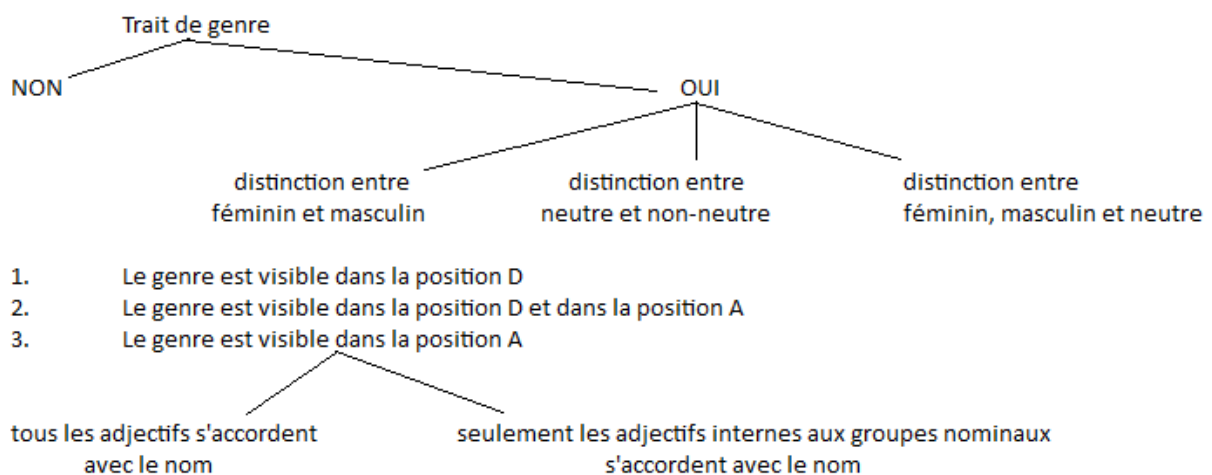 Trait de genre
NON OUI
distinction entre distinction entre distinction entre
féminin et masculin neutre et non-neutre féminin, masculin et neutre
1. Le genre est visible dans la position D
2. Le genre est visible dans la position D et dans la position A
3. Le genre est visible dans la position A
tous les adjectifs s'accordent seulement les adjectifs internes aux groupes nominaux
avec le nom s'accordent avec le nom